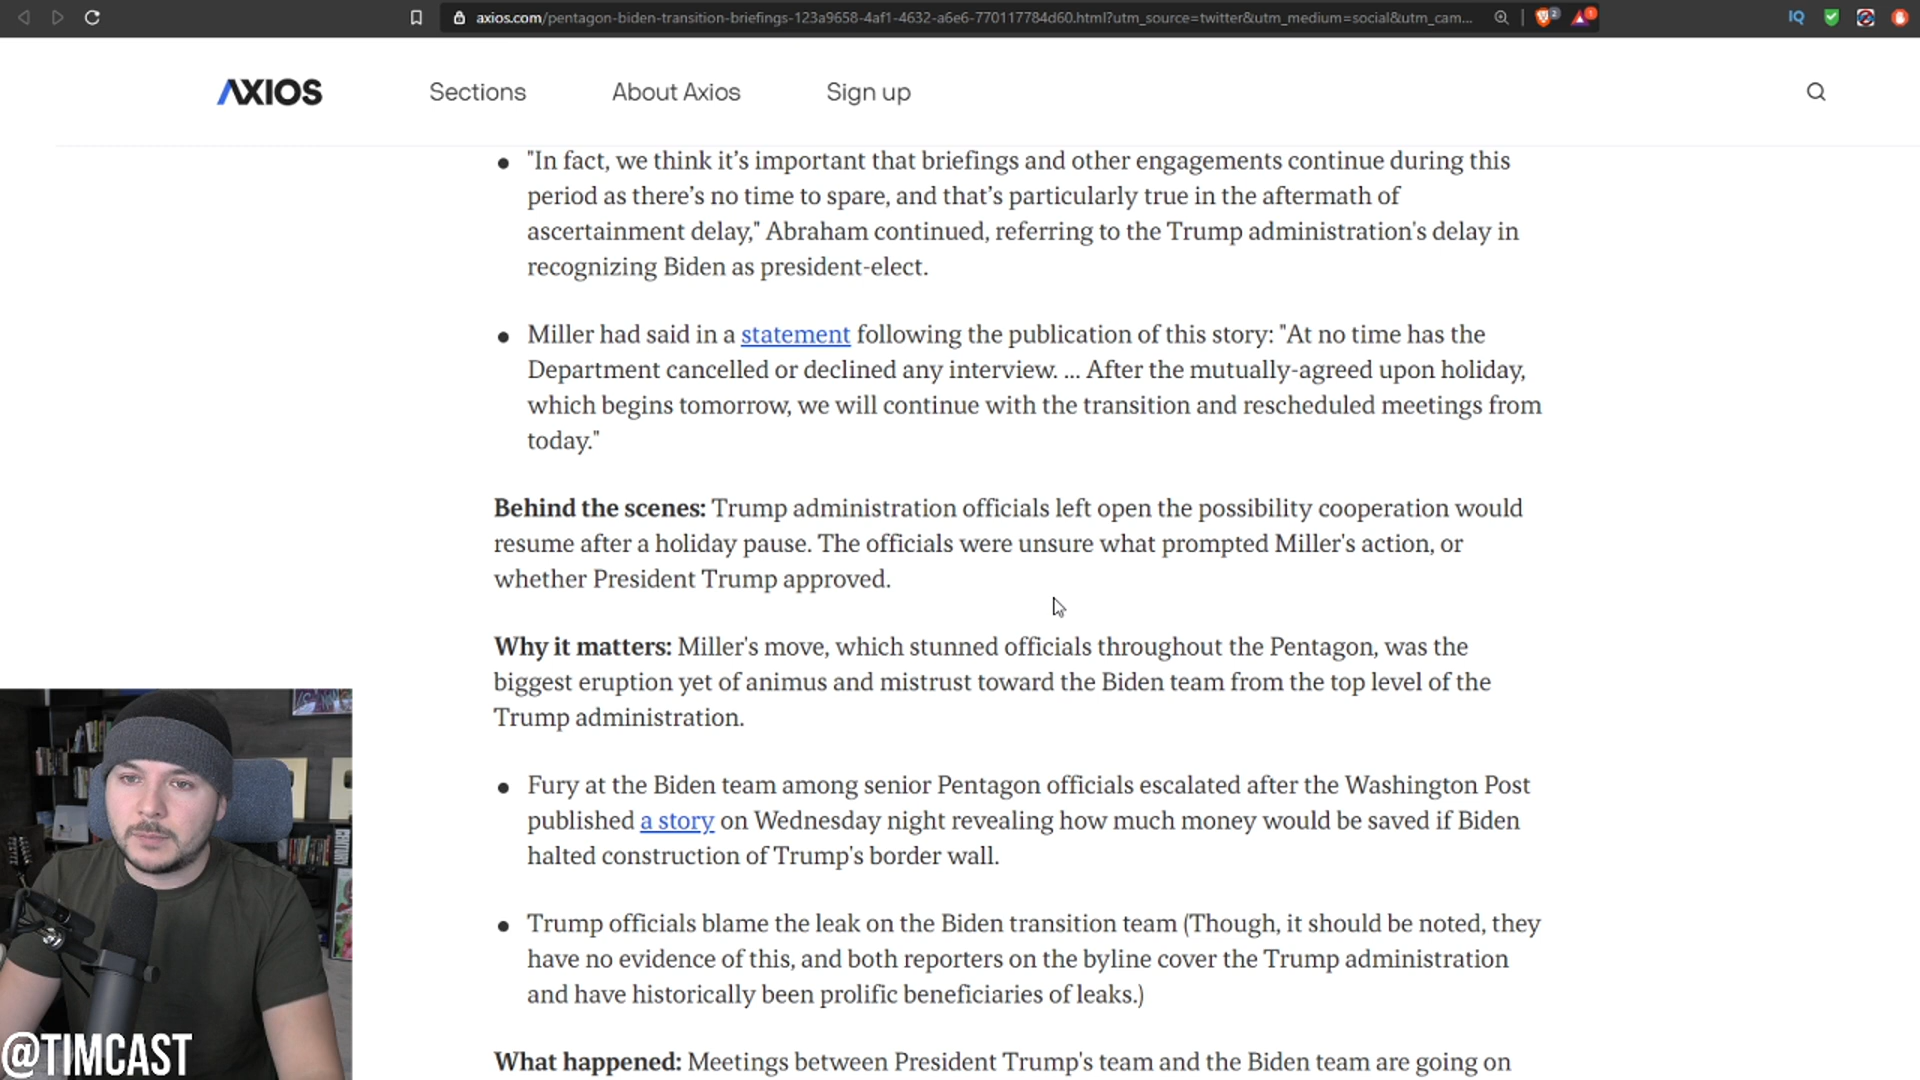 axios.com/pentagon-biden-transition-briefings-123a9658-4af1-4632-a6e6-770117784d60.html?utm_source=twitter&utm_medium=social&utm_cam...
2
1
IQ
AXIOS
Sections
About Axios
Sign up
"In fact, we think it’s important that briefings and other engagements continue during this
period as there’s no time to spare, and that’s particularly true in the aftermath of
ascertainment delay," Abraham continued, referring to the Trump administration's delay in
recognizing Biden as president-elect.
Miller had said in a statement following the publication of this story: "At no time has the
Department cancelled or declined any interview. ... After the mutually-agreed upon holiday,
which begins tomorrow, we will continue with the transition and rescheduled meetings from
today."
Behind the scenes: Trump administration officials left open the possibility cooperation would
resume after a holiday pause. The officials were unsure what prompted Miller's action, or
whether President Trump approved.
Why it matters: Miller's move, which stunned officials throughout the Pentagon, was the
biggest eruption yet of animus and mistrust toward the Biden team from the top level of the
Trump administration.
Fury at the Biden team among senior Pentagon officials escalated after the Washington Post
published a story on Wednesday night revealing how much money would be saved if Biden
halted construction of Trump's border wall.
Trump officials blame the leak on the Biden transition team (Though, it should be noted, they
have no evidence of this, and both reporters on the byline cover the Trump administration
and have historically been prolific beneficiaries of leaks.)
What happened: Meetings between President Trump's team and the Biden team are going on
@TIMCAST